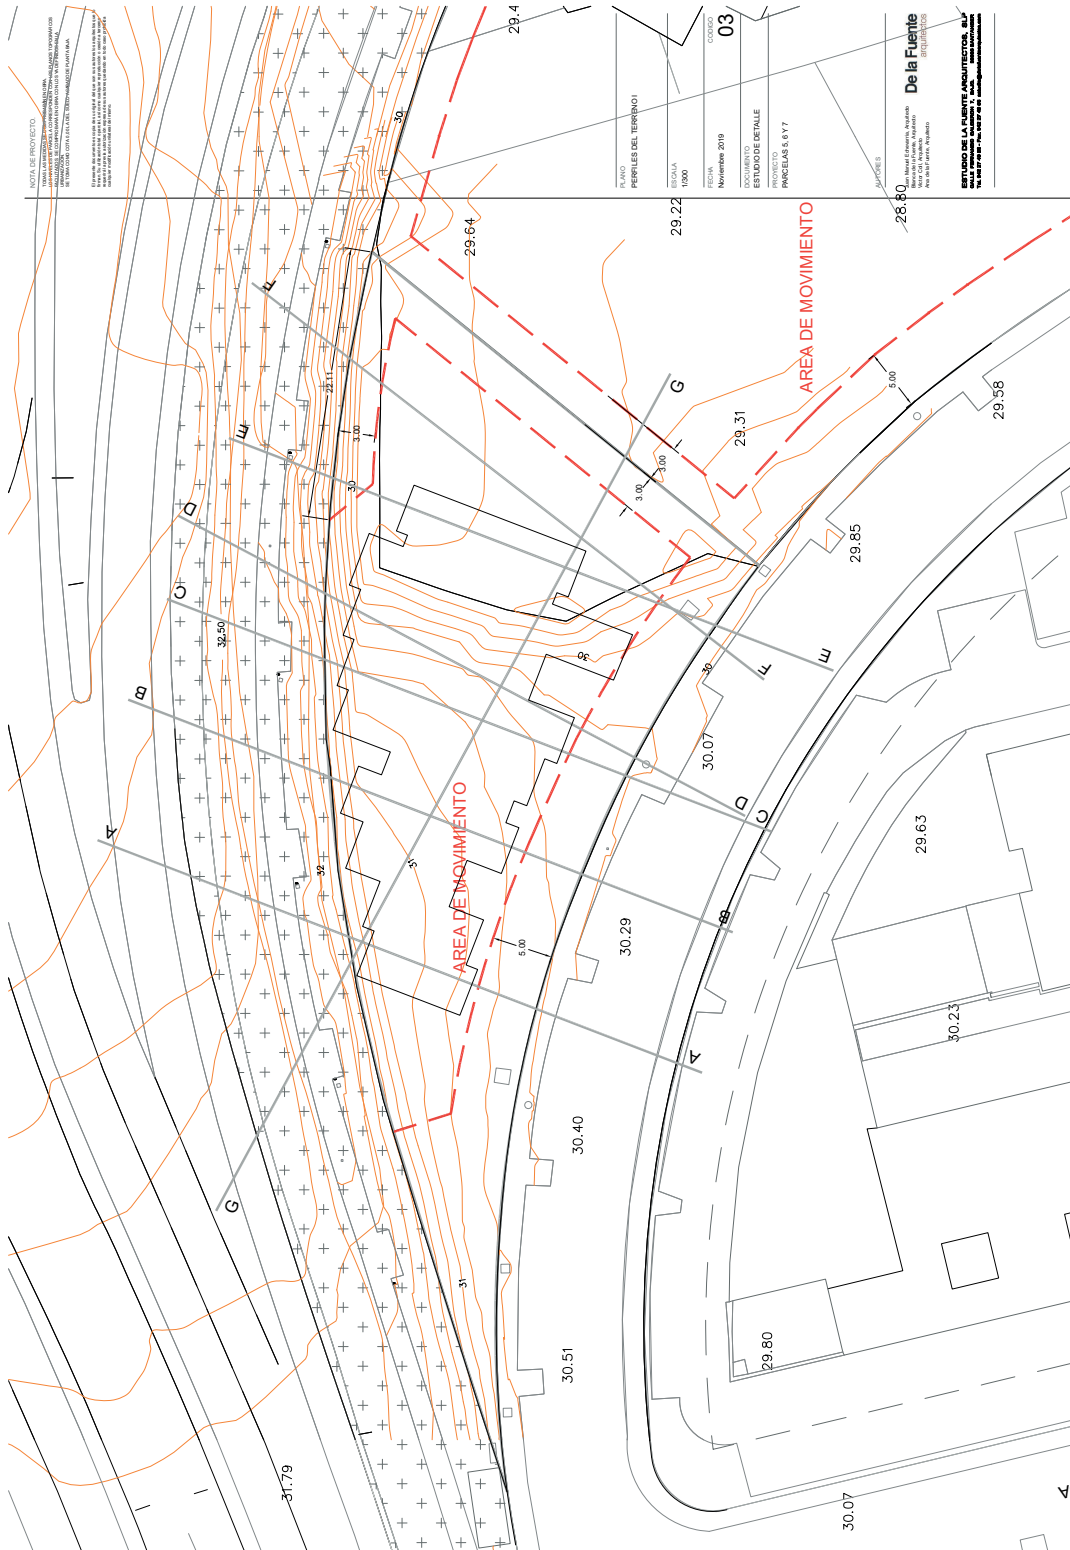 NOTA DE PROYECTO
PLANO
PERFILES DEL TERRENO I
ESCALA
1/300
FECHA
Noviembre 2019
CODIGO
03
DOCUMENTO
ESTUDIO DE DETALLE
PROYECTO
PARCELAS 5, 6 Y 7
AUTORES
De la Fuente
arquitectos
ESTUDIO DE LA FUENTE ARQUITECTOS, SLP
29.4
30
29.64
29.22
28.80
AREA DE MOVIMIENTO
F
22.11
3.00
E
30
G
3.00
3.00
29.31
5.00
29.58
D
C
32.50
29.85
B
30
30
F
E
30.07
A
AREA DE MOVIMIENTO
31
32
D
C
29.63
B
30.29
5.00
30.23
A
G
30.40
31
30.51
29.80
31.79
30.07
A